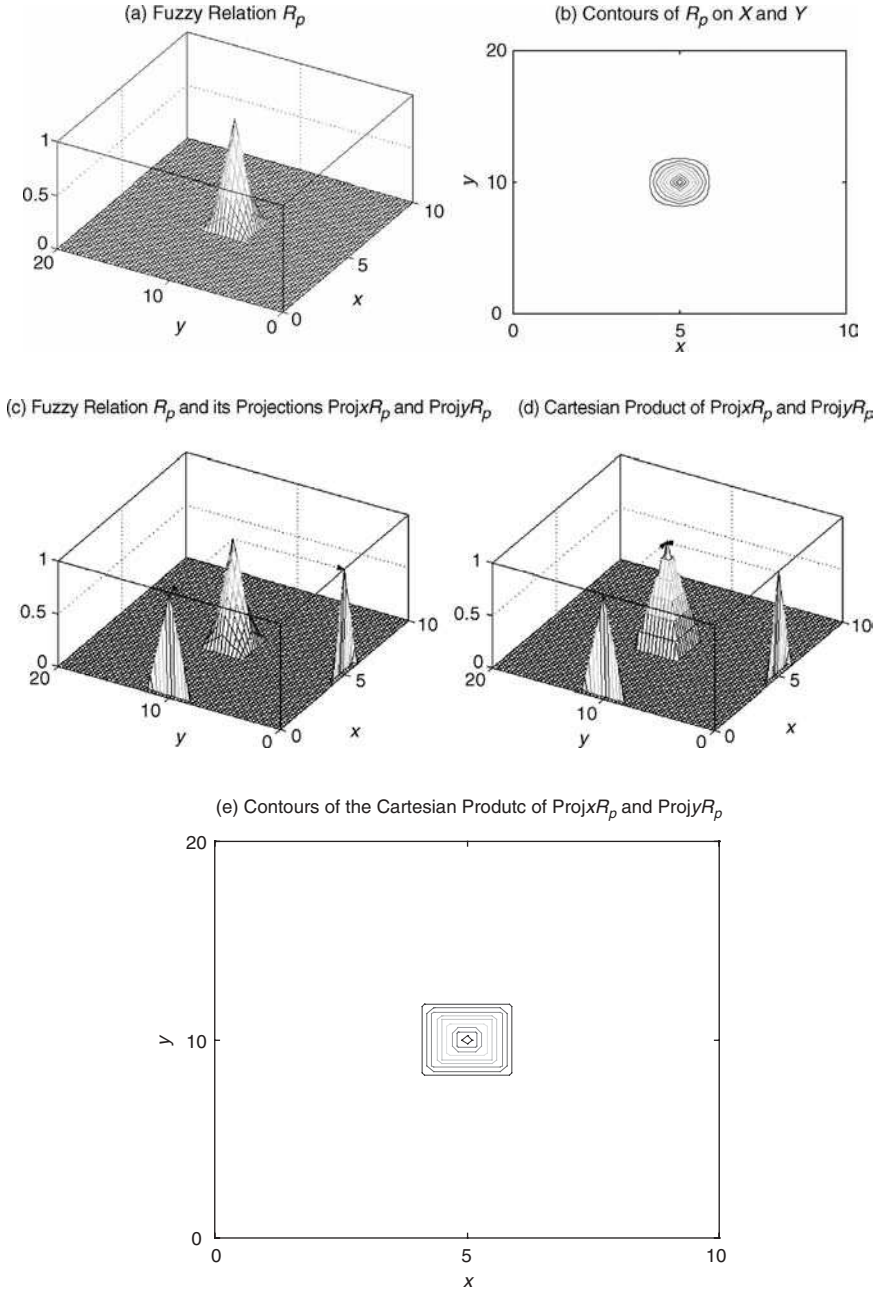 (a) Fuzzy Relation Rp
(b) Contours of Rp on X and Y
1
0.5
0
20
10
y
0
0
5
x
10
20
y
10
0
0
5
x
10
(c) Fuzzy Relation Rp and its Projections ProjxRp and ProjyRp
(d) Cartesian Product of ProjxRp and ProjyRp
1
0.5
0
20
10
y
0
0
5
x
10
1
0.5
0
20
10
y
0
0
5
x
10
(e) Contours of the Cartesian Produtc of ProjxRp and ProjyRp
20
y
10
0
0
5
x
10